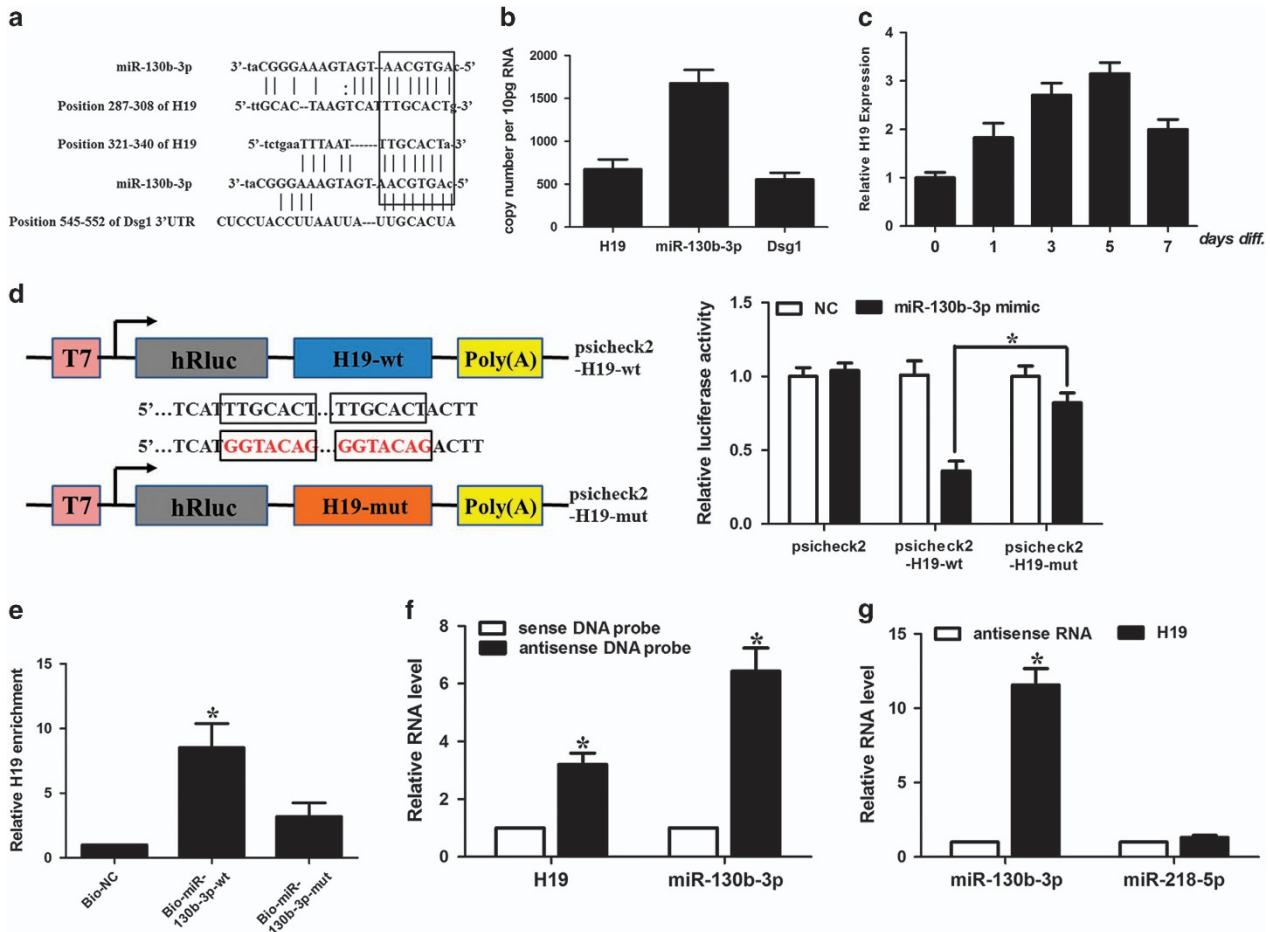 a
miR-130b-3p 3'-taCGGGAAAGTAGT-AACGTGAc-5'
Position 287-308 of H19 5'-ttGCAC--TAAGTCATTTGCACTg-3'
Position 321-340 of H19 5'-tctgaaTTTAAT------TTGCACTa-3'
miR-130b-3p 3'-taCGGGAAAGTAGT-AACGTGAc-5'
Position 545-552 of Dsg1 3'UTR CUCCUACCUUAAUUA---UUGCACUA
b
copy number per 10pg RNA
2000
1500
1000
500
0
H19 miR-130b-3p Dsg1
c
Relative H19 Expression
4
3
2
1
0
0 1 3 5 7 days diff.
d
T7 hRluc H19-wt Poly(A) psicheck2
-H19-wt
5'...TCATTTGCACT...TTGCACTACTT
5'...TCATGGTACAG...GGTACAGACTT
T7 hRluc H19-mut Poly(A) psicheck2
-H19-mut
Relative luciferase activity
1.5
1.0
0.5
0.0
NC miR-130b-3p mimic
*
psicheck2 psicheck2 psicheck2
-H19-wt -H19-mut
e
Relative H19 enrichment
15
10
5
0
*
Bio-NC
Bio-miR-
130b-3p-wt
Bio-miR-
130b-3p-mut
f
Relative RNA level
8
6
4
2
0
sense DNA probe
antisense DNA probe
* *
H19 miR-130b-3p
g
Relative RNA level
15
10
5
0
antisense RNA H19
*
miR-130b-3p miR-218-5p